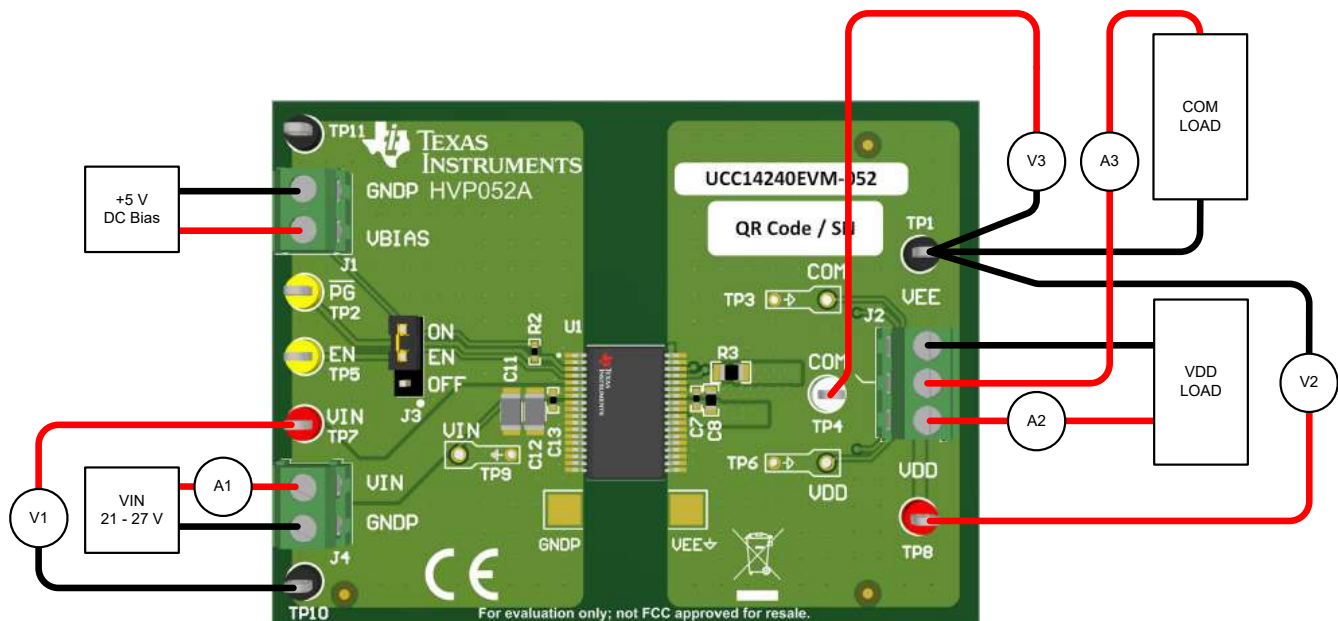 TP11
TEXAS
INSTRUMENTS
HVP052A
GNDP
VBIAS
J1
+5 V
DC Bias
PG
TP2
EN
TP5
VIN
TP7
ON
EN
OFF
J3
R2
U1
C11
C12
C13
VIN
TP9
TEXAS
INSTRUMENTS
V1
VIN
21 - 27 V
A1
VIN
GNDP
J4
TP10
CE
GNDP
VEE
For evaluation only; not FCC approved for resale.
UCC14240EVM-052
QR Code / SN
TP1
VEE
COM
TP3
J2
R3
COM
TP4
C7
C8
TP6
VDD
VDD
TP8
V3
A3
COM
LOAD
VDD
LOAD
A2
V2